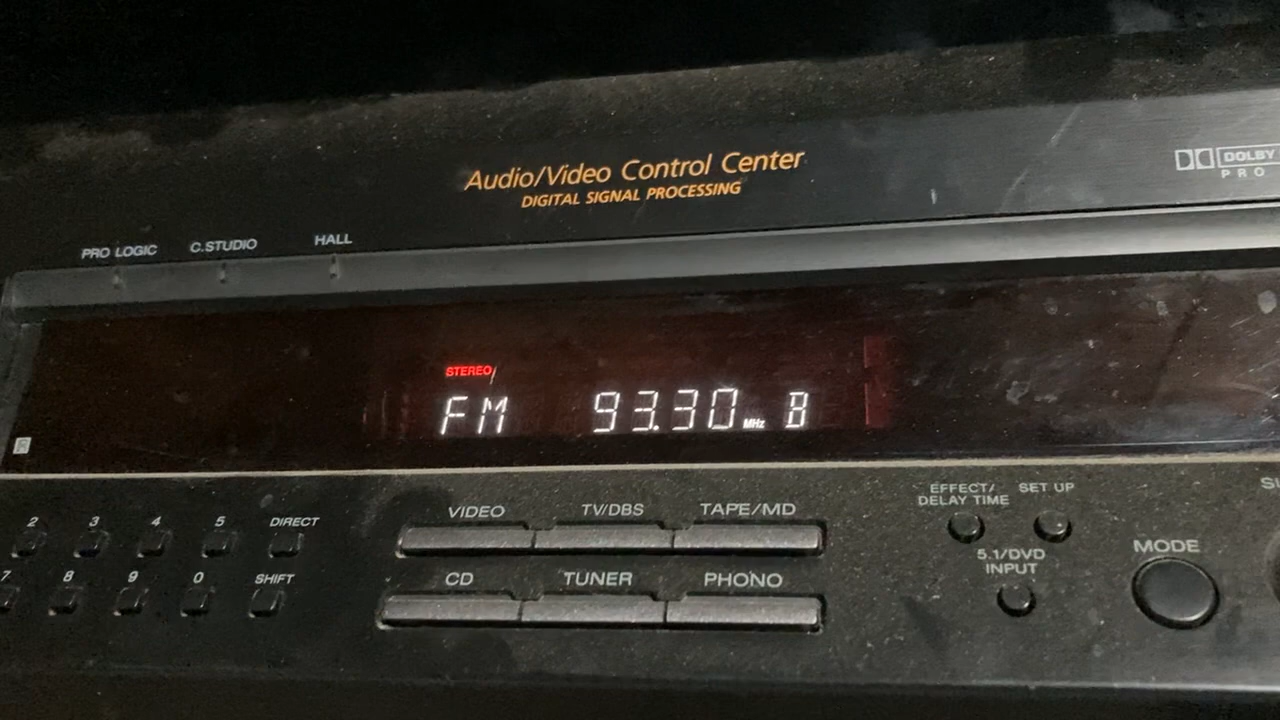 Audio/Video Control Center
DIGITAL SIGNAL PROCESSING
DOLBY
PRO
PRO LOGIC C.STUDIO HALL
STEREO
FM 93.30 MHz B
2 3 4 5 DIRECT
7 8 9 0 SHIFT
VIDEO TV/DBS TAPE/MD
CD TUNER PHONO
EFFECT/
DELAY TIME
SET UP
5.1/DVD
INPUT
MODE